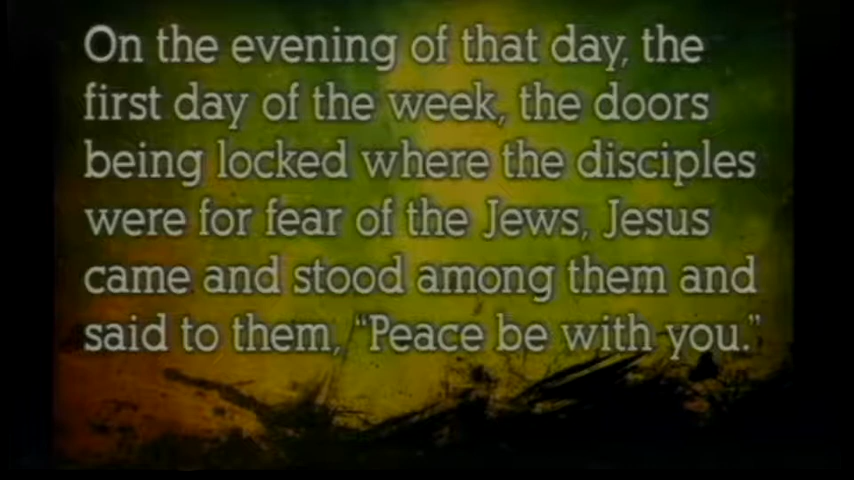 On the evening of that day, the
first day of the week, the doors
being locked where the disciples
were for fear of the Jews, Jesus
came and stood among them and
said to them, “Peace be with you.”